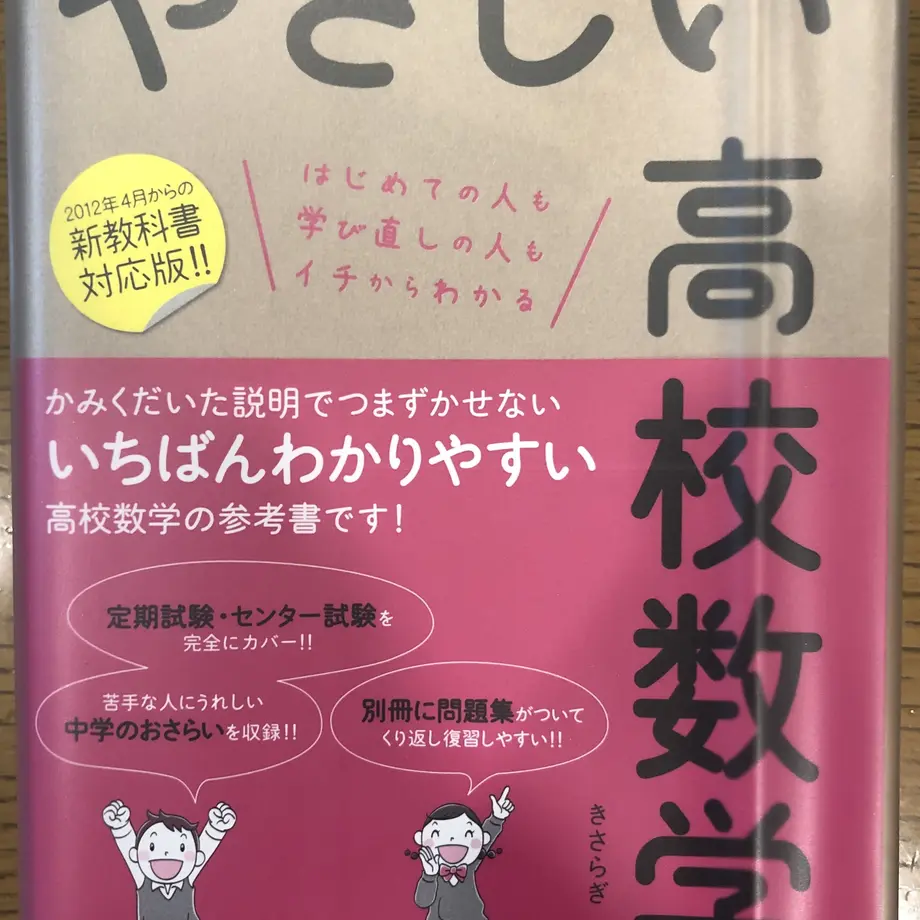 やさしい
高校数学
2012年4月からの
新教科書
対応版!!
はじめての人も
学び直しの人も
イチからわかる
かみくだいた説明でつまずかせない
いちばんわかりやすい
高校数学の参考書です!
定期試験・センター試験を
完全にカバー!!
苦手な人にうれしい
中学のおさらいを収録!!
別冊に問題集がついて
くり返し復習しやすい!!
きさらぎ